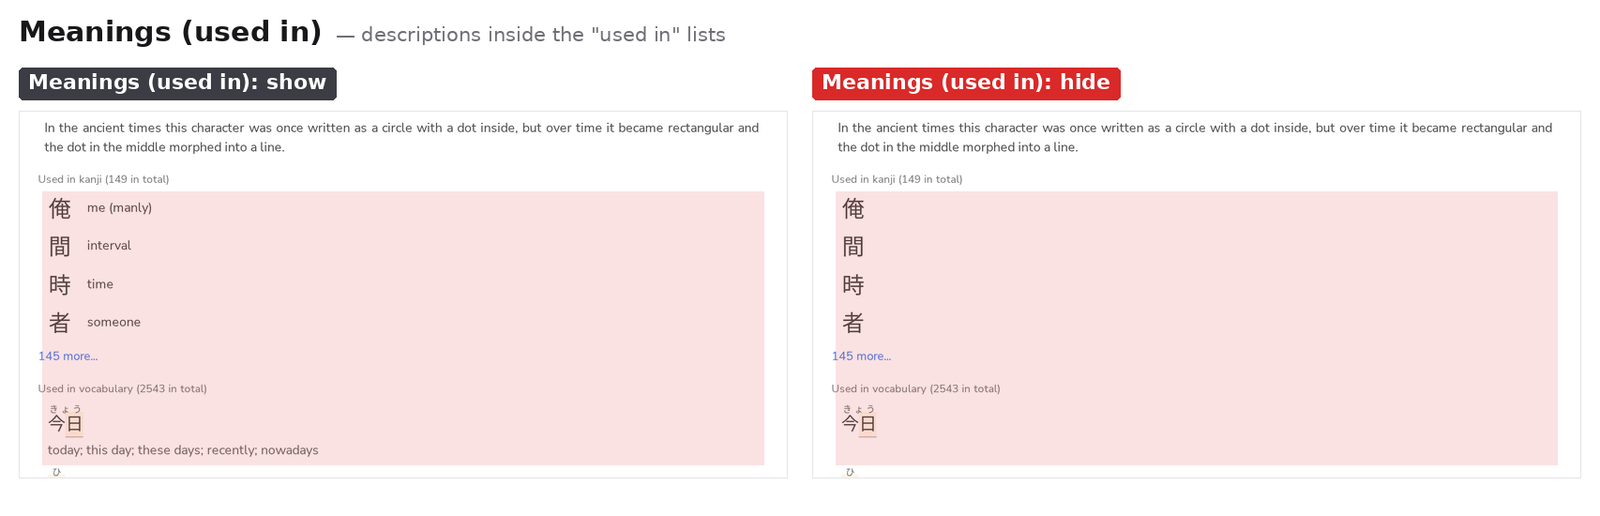 Meanings (used in) — descriptions inside the "used in" lists
Meanings (used in): show
In the ancient times this character was once written as a circle with a dot inside, but over time it became rectangular and
the dot in the middle morphed into a line.
Used in kanji (149 in total)
俺 me (manly)
間 interval
時 time
者 someone
145 more...
Used in vocabulary (2543 in total)
きょう
今日
today; this day; these days; recently; nowadays
ひ
Meanings (used in): hide
In the ancient times this character was once written as a circle with a dot inside, but over time it became rectangular and
the dot in the middle morphed into a line.
Used in kanji (149 in total)
俺
間
時
者
145 more...
Used in vocabulary (2543 in total)
きょう
今日
ひ